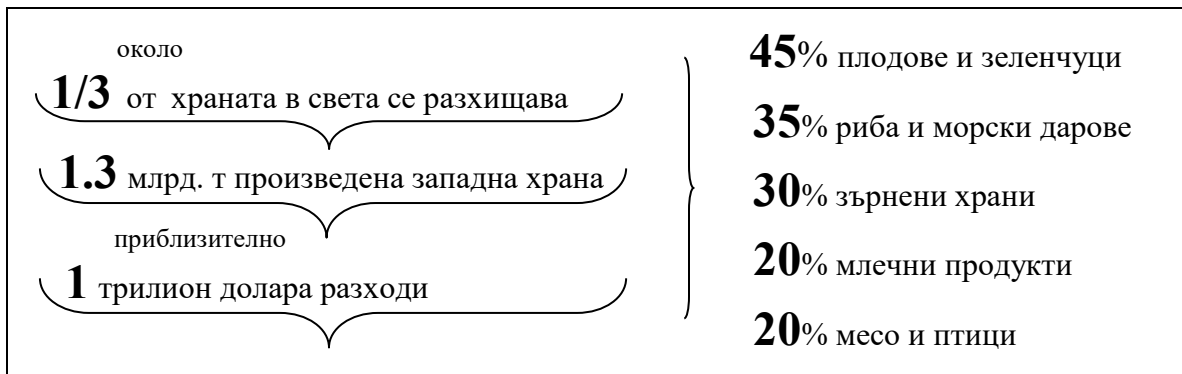 около
1/3 от храната в света се разхищава
1.3 млрд. т произведена западна храна
приблизително
1 трилион долара разходи
45% плодове и зеленчуци
35% риба и морски дарове
30% зърнени храни
20% млечни продукти
20% месо и птици